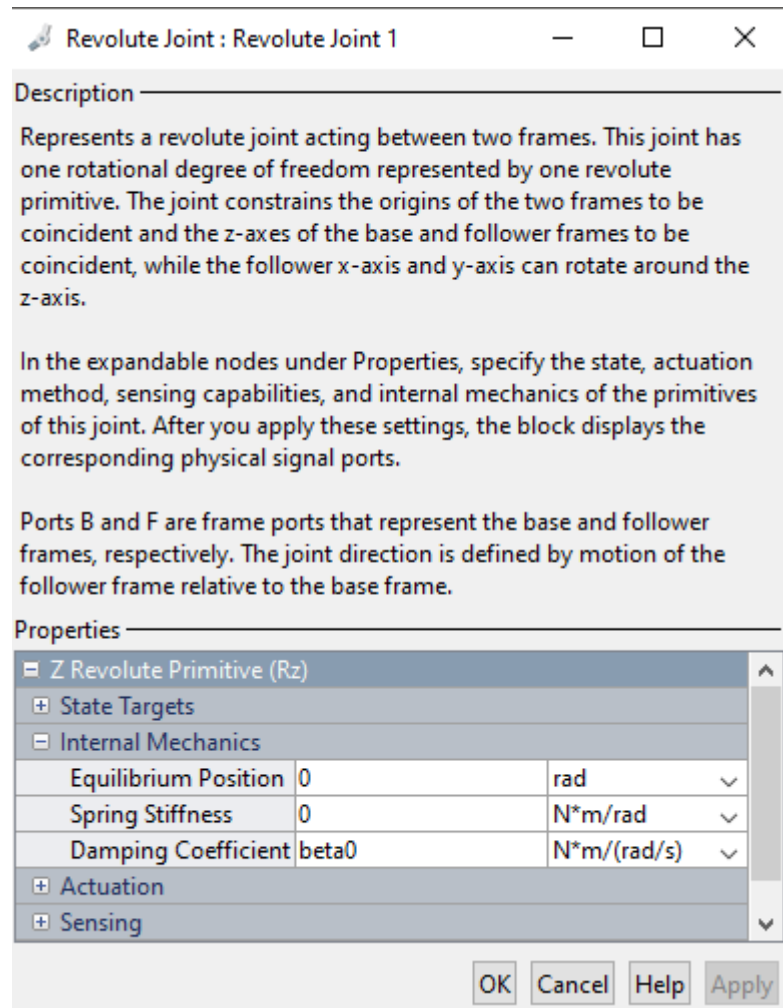 Revolute Joint : Revolute Joint 1
Description
Represents a revolute joint acting between two frames. This joint has
one rotational degree of freedom represented by one revolute
primitive. The joint constrains the origins of the two frames to be
coincident and the z-axes of the base and follower frames to be
coincident, while the follower x-axis and y-axis can rotate around the
z-axis.
In the expandable nodes under Properties, specify the state, actuation
method, sensing capabilities, and internal mechanics of the primitives
of this joint. After you apply these settings, the block displays the
corresponding physical signal ports.
Ports B and F are frame ports that represent the base and follower
frames, respectively. The joint direction is defined by motion of the
follower frame relative to the base frame.
Properties
Z Revolute Primitive (Rz)
State Targets
Internal Mechanics
Equilibrium Position 0 rad
Spring Stiffness 0 N*m/rad
Damping Coefficient beta0 N*m/(rad/s)
Actuation
Sensing
OK Cancel Help Apply